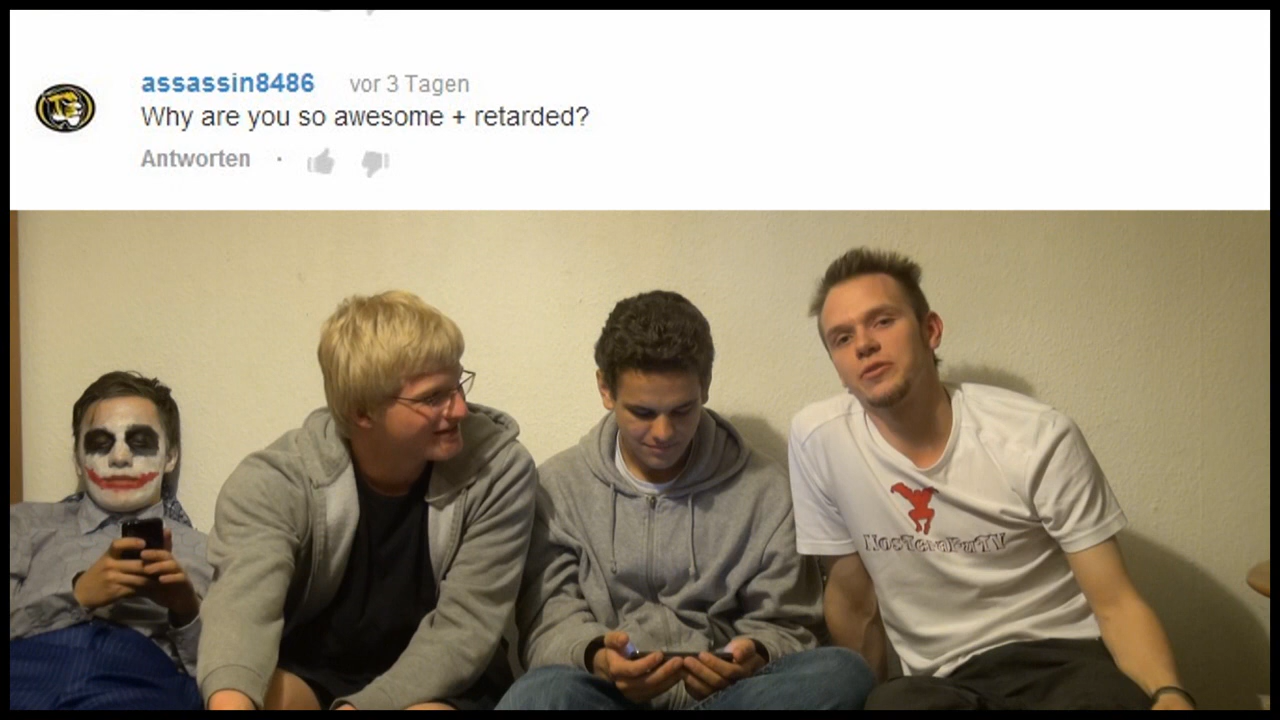 assassin8486 vor 3 Tagen
Why are you so awesome + retarded?
Antworten ·